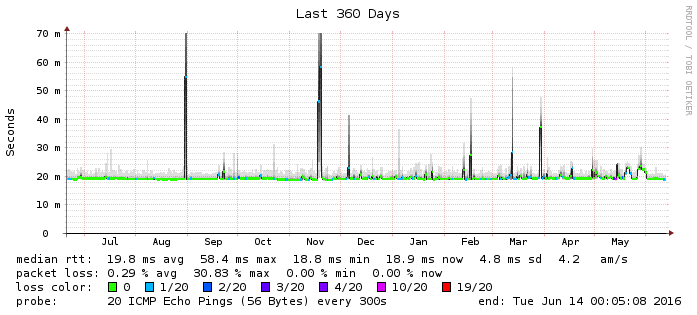 Last 360 Days
RRDTOOL / TOBI OETIKER
Seconds
70 m
60 m
50 m
40 m
30 m
20 m
10 m
0
Jul Aug Sep Oct Nov Dec Jan Feb Mar Apr May
median rtt: 19.8 ms avg 58.4 ms max 18.8 ms min 18.9 ms now 4.8 ms sd 4.2 am/s
packet loss: 0.29 % avg 30.83 % max 0.00 % min 0.00 % now
loss color: 0 1/20 2/20 3/20 4/20 10/20 19/20
probe: 20 ICMP Echo Pings (56 Bytes) every 300s end: Tue Jun 14 00:05:08 2016